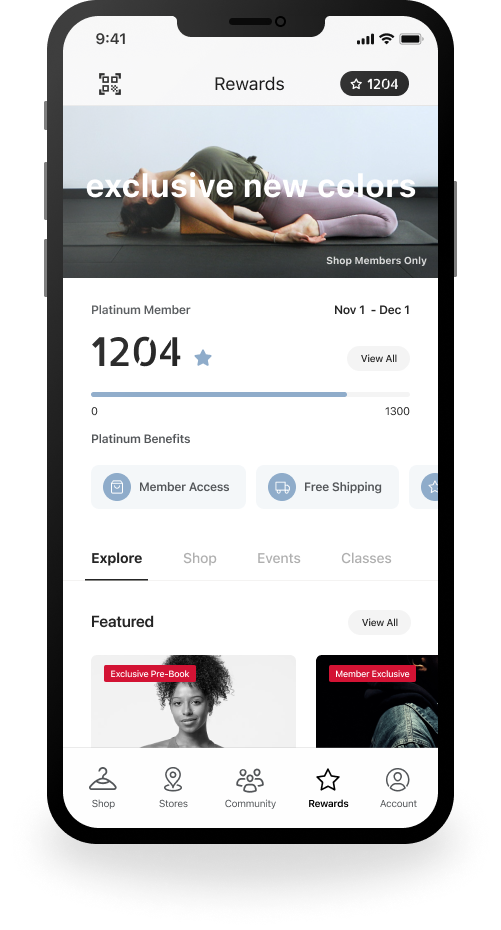 9:41
Rewards
1204
exclusive new colors
Shop Members Only
Platinum Member
Nov 1 - Dec 1
1204
View All
0
1300
Platinum Benefits
Member Access
Free Shipping
Explore Shop Events Classes
Featured
View All
Exclusive Pre-Book
Member Exclusive
Shop Stores Community Rewards Account